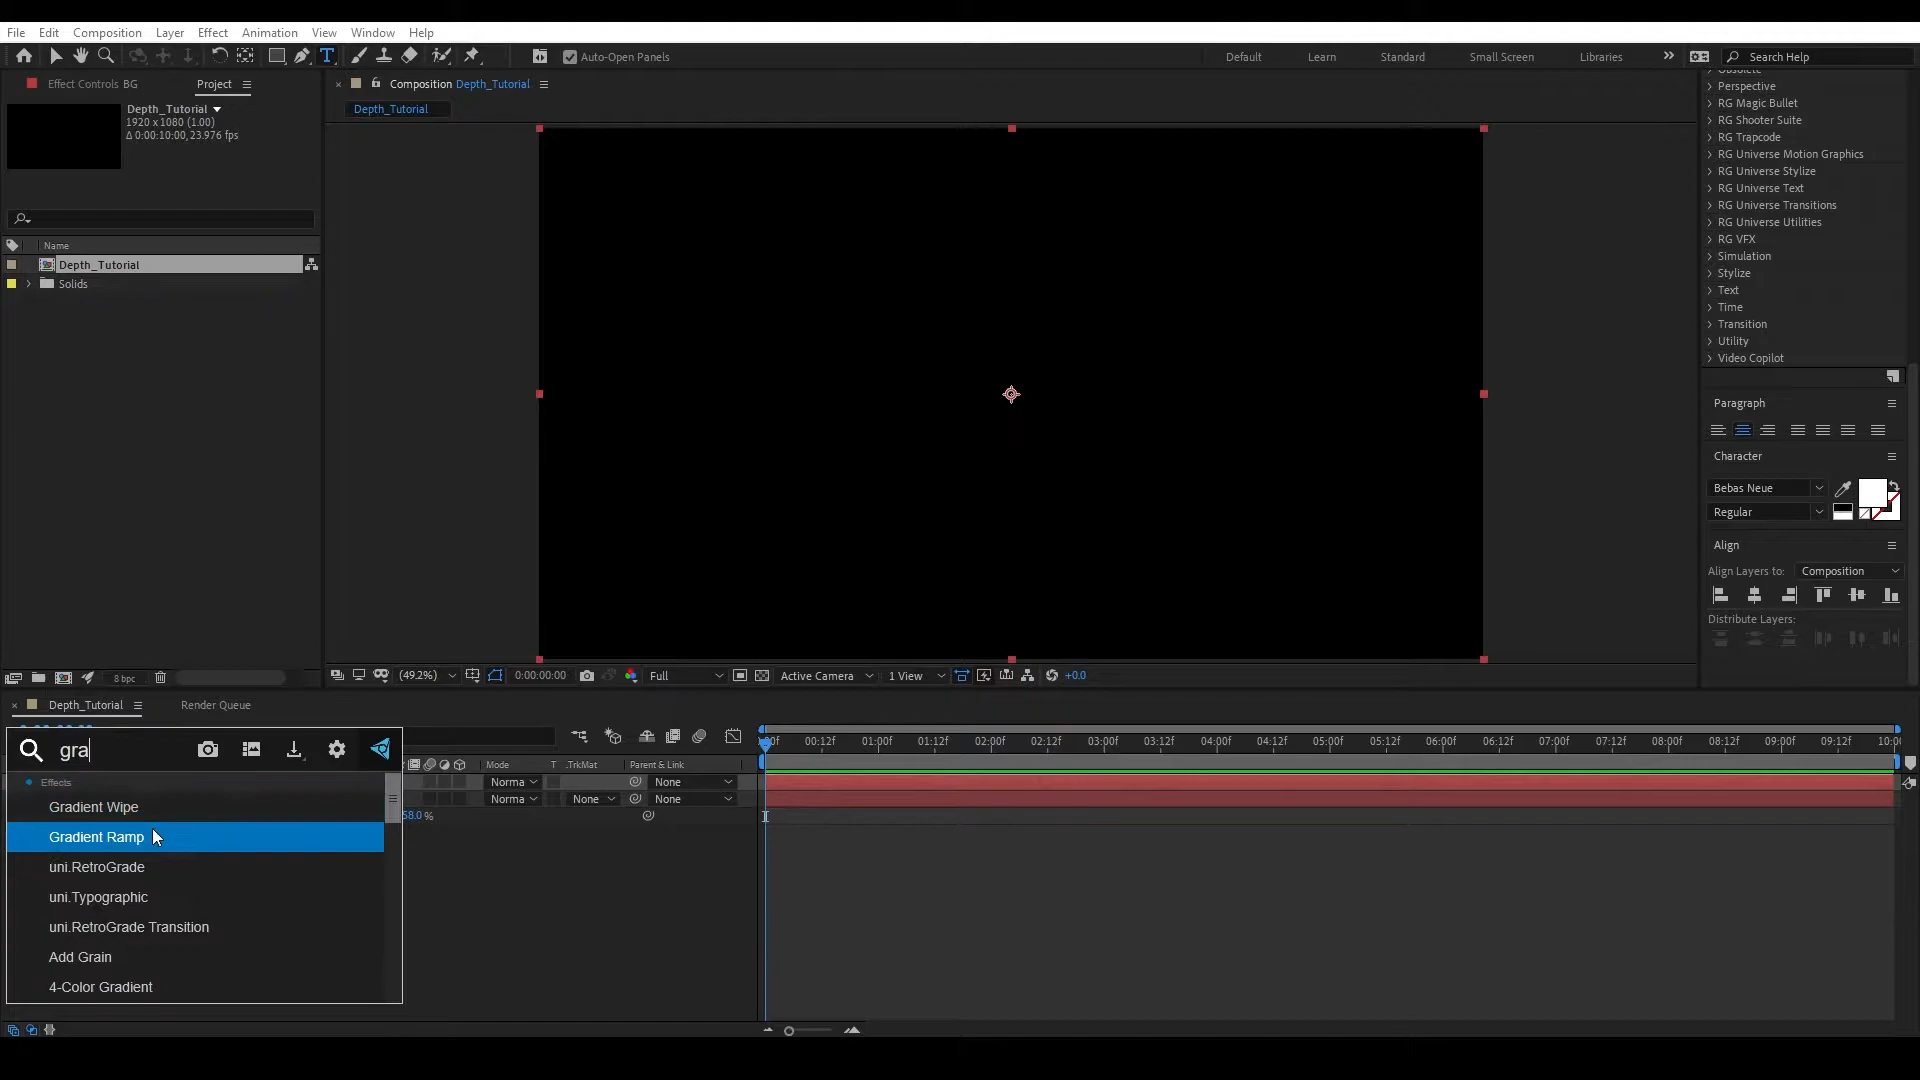 File Edit Composition Layer Effect Animation View Window Help
Auto-Open Panels
Default Learn Standard Small Screen Libraries
Search Help
Effect Controls BG
Project
Depth_Tutorial
1920 x 1080 (1.00)
Δ 0:00:10:00, 23.976 fps
Name
Depth_Tutorial
Solids
8 bpc
Composition Depth_Tutorial
Depth_Tutorial
(49.2%)
0:00:00:00
Full
Active Camera
1 View
+0.0
Obsolete
Perspective
RG Magic Bullet
RG Shooter Suite
RG Trapcode
RG Universe Motion Graphics
RG Universe Stylize
RG Universe Text
RG Universe Transitions
RG Universe Utilities
RG VFX
Simulation
Stylize
Text
Time
Transition
Utility
Video Copilot
Paragraph
Character
Bebas Neue
Regular
Align
Align Layers to: Composition
Distribute Layers:
Depth_Tutorial
Render Queue
gra
Effects
Gradient Wipe
Gradient Ramp
uni.RetroGrade
uni.Typographic
uni.RetroGrade Transition
Add Grain
4-Color Gradient
Mode T .TrkMat Parent & Link
Norma None
Norma None None
58.0 %
00f 00:12f 01:00f 01:12f 02:00f 02:12f 03:00f 03:12f 04:00f 04:12f 05:00f 05:12f 06:00f 06:12f 07:00f 07:12f 08:00f 08:12f 09:00f 09:12f 10:0